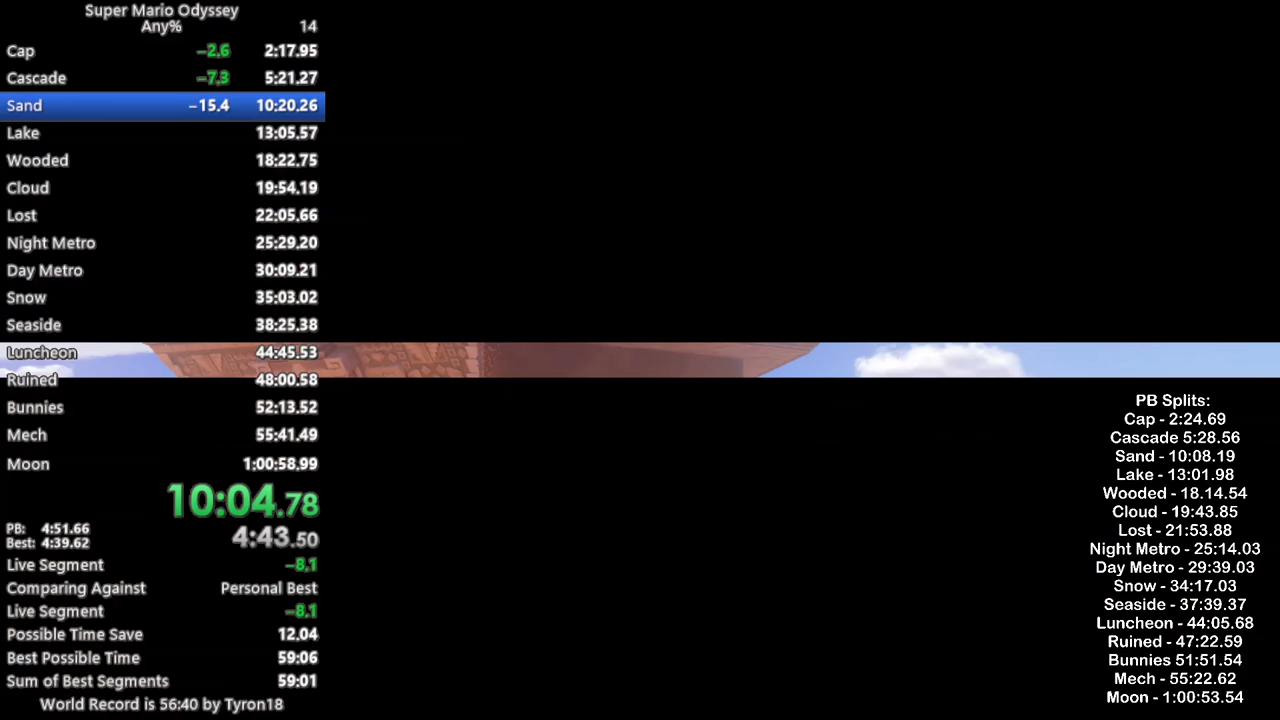 Super Mario Odyssey
Any% 14
Cap −2.6 2:17.95
Cascade −7.3 5:21.27
Sand −15.4 10:20.26
Lake 13:05.57
Wooded 18:22.75
Cloud 19:54.19
Lost 22:05.66
Night Metro 25:29.20
Day Metro 30:09.21
Snow 35:03.02
Seaside 38:25.38
Luncheon 44:45.53
Ruined 48:00.58
Bunnies 52:13.52
Mech 55:41.49
Moon 1:00:58.99
10:04.78
PB: 4:51.66
Best: 4:39.62
4:43.50
Live Segment −8.1
Comparing Against Personal Best
Live Segment −8.1
Possible Time Save 12.04
Best Possible Time 59:06
Sum of Best Segments 59:01
World Record is 56:40 by Tyron18
PB Splits:
Cap - 2:24.69
Cascade 5:28.56
Sand - 10:08.19
Lake - 13:01.98
Wooded - 18.14.54
Cloud - 19:43.85
Lost - 21:53.88
Night Metro - 25:14.03
Day Metro - 29:39.03
Snow - 34:17.03
Seaside - 37:39.37
Luncheon - 44:05.68
Ruined - 47:22.59
Bunnies 51:51.54
Mech - 55:22.62
Moon - 1:00:53.54